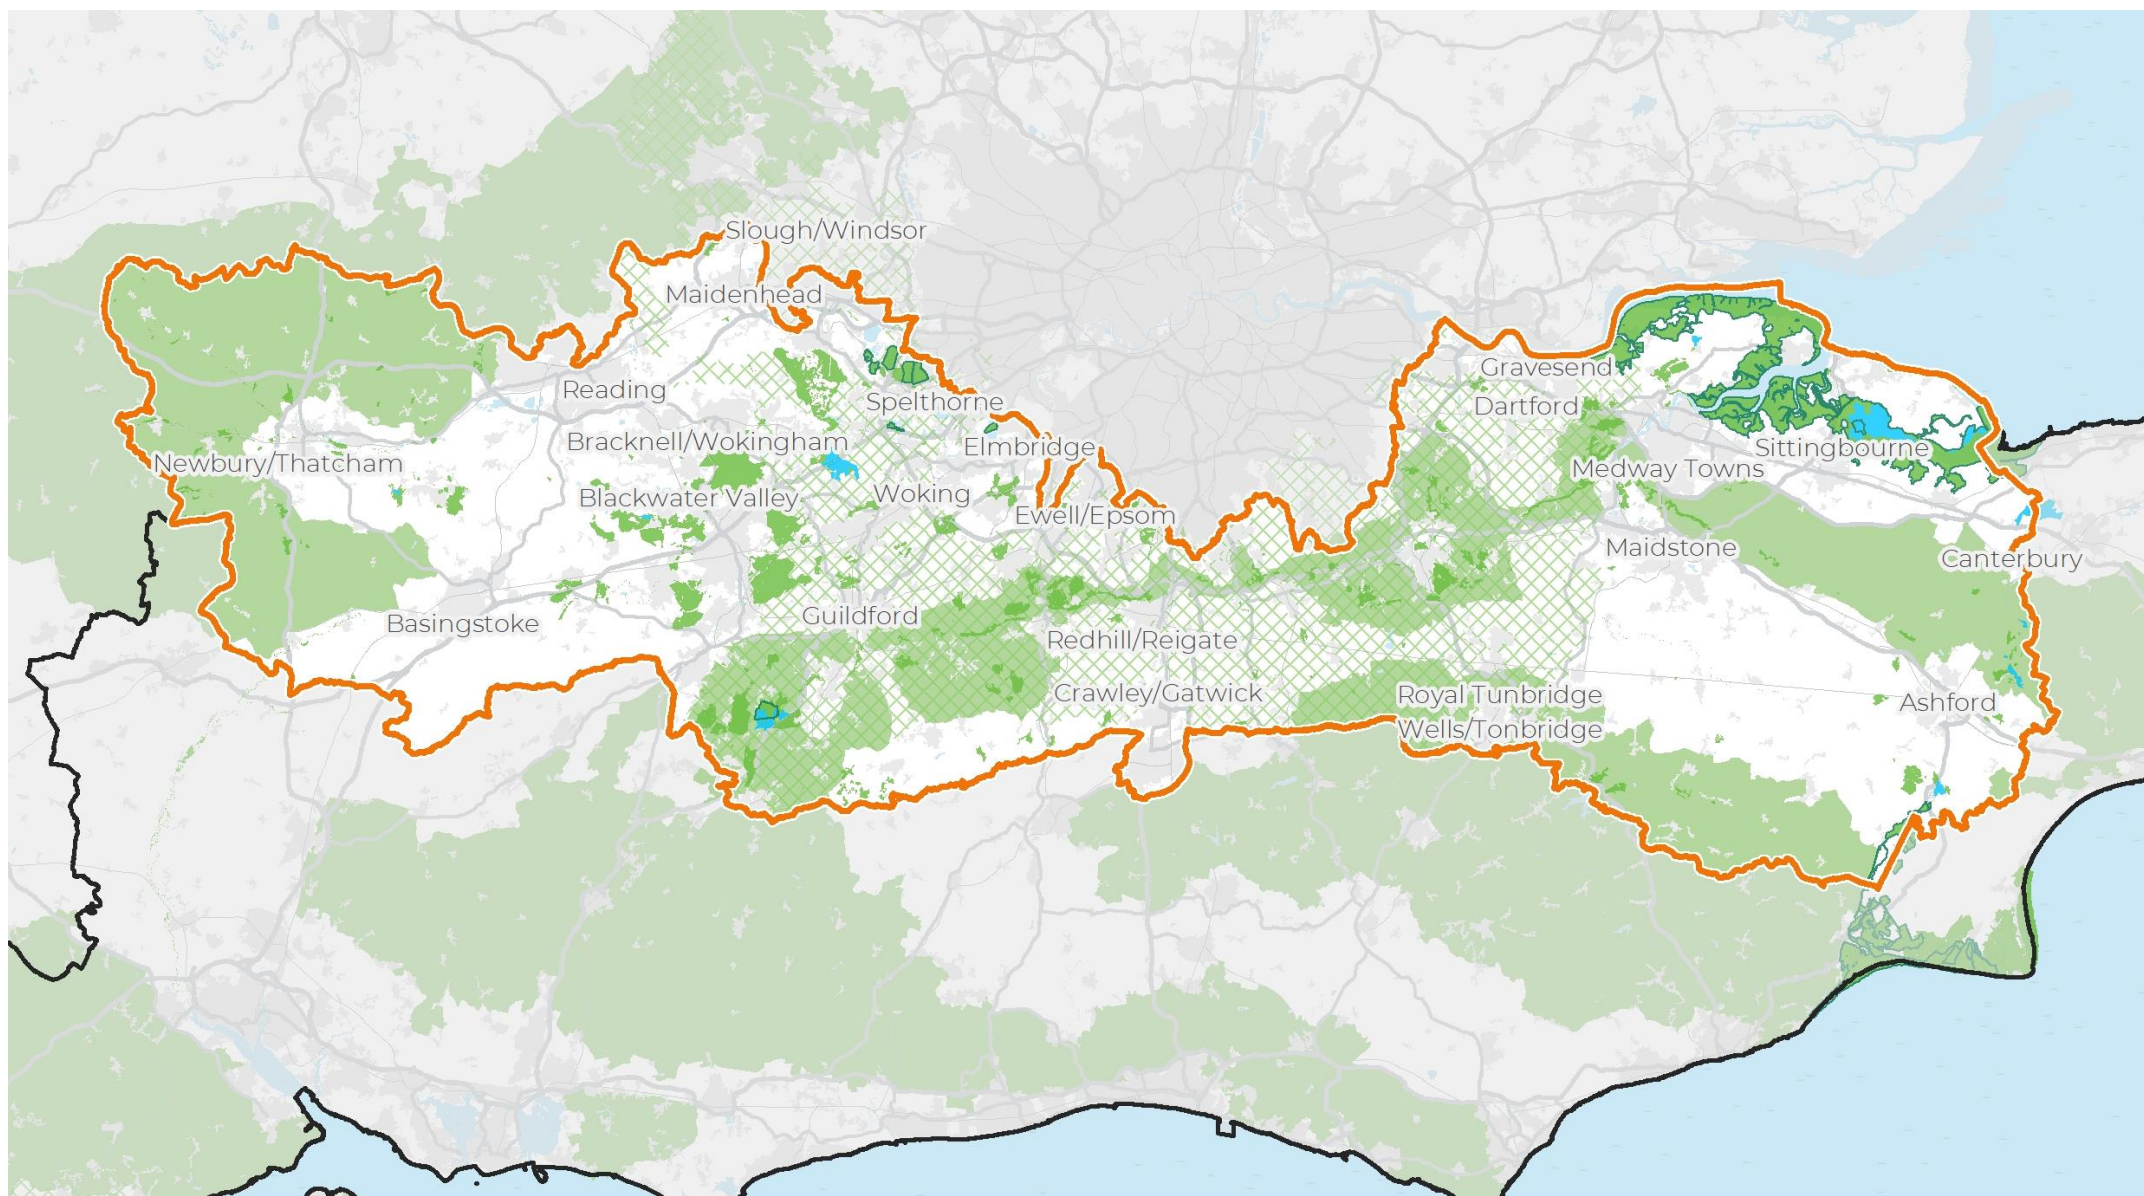 Slough/Windsor
Maidenhead
Reading
Spelthorne
Gravesend
Dartford
Bracknell/Wokingham
Elmbridge
Sittingbourne
Newbury/Thatcham
Medway Towns
Blackwater Valley
Woking
Ewell/Epsom
Maidstone
Canterbury
Basingstoke
Guildford
Redhill/Reigate
Crawley/Gatwick
Royal Tunbridge
Wells/Tonbridge
Ashford